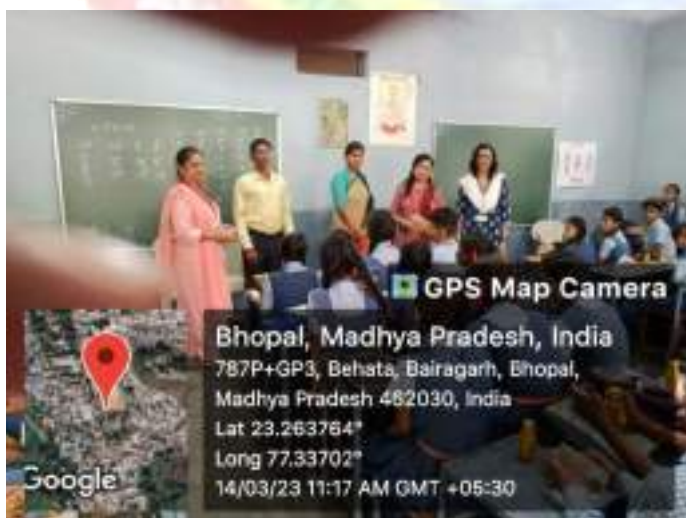 GPS Map Camera
Bhopal, Madhya Pradesh, India
787P+GP3, Behata, Bairagarh, Bhopal,
Madhya Pradesh 462030, India
Lat 23.263764°
Long 77.33702°
14/03/23 11:17 AM GMT +05:30
Google